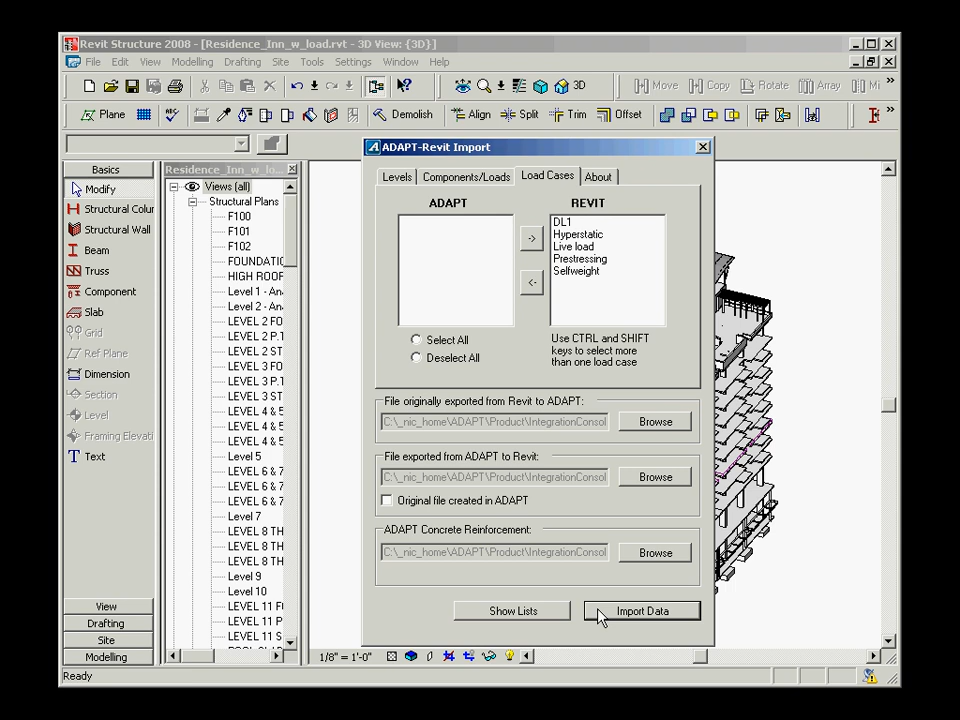 Revit Structure 2008 - [Residence_Inn_w_load.rvt - 3D View: {3D}]
File Edit View Modelling Drafting Site Tools Settings Window Help
3D Move Copy Rotate Array Mi
Plane Demolish Align Split Trim Offset
Basics
Modify
Structural Colur
Structural Wall
Beam
Truss
Component
Slab
Grid
Ref Plane
Dimension
Section
Level
Framing Elevati
Text
View
Drafting
Site
Modelling
Residence_Inn_w_lo...
Views (all)
Structural Plans
F100
F101
F102
FOUNDATIO
HIGH ROOF
Level 1 - Ana
Level 2 - Ana
LEVEL 2 FO
LEVEL 2 P.T
LEVEL 2 ST
LEVEL 3 FO
LEVEL 3 P.T
LEVEL 3 ST
LEVEL 4 & 5
LEVEL 4 & 5
LEVEL 4 & 5
Level 5
LEVEL 6 & 7
LEVEL 6 & 7
LEVEL 6 & 7
Level 7
LEVEL 8 TH
LEVEL 8 TH
LEVEL 8 TH
Level 9
Level 10
LEVEL 11 F
LEVEL 11 P
LEVEL 11 S
ADAPT-Revit Import
Levels Components/Loads Load Cases About
ADAPT REVIT
DL1
Hyperstatic
Live load
Prestressing
Selfweight
->
<-
Select All
Deselect All
Use CTRL and SHIFT
keys to select more
than one load case
File originally exported from Revit to ADAPT:
C:\_nic_home\ADAPT\Product\IntegrationConsol Browse
File exported from ADAPT to Revit:
C:\_nic_home\ADAPT\Product\IntegrationConsol Browse
Original file created in ADAPT
ADAPT Concrete Reinforcement:
C:\_nic_home\ADAPT\Product\IntegrationConsol Browse
Show Lists Import Data
1/8" = 1'-0"
Ready